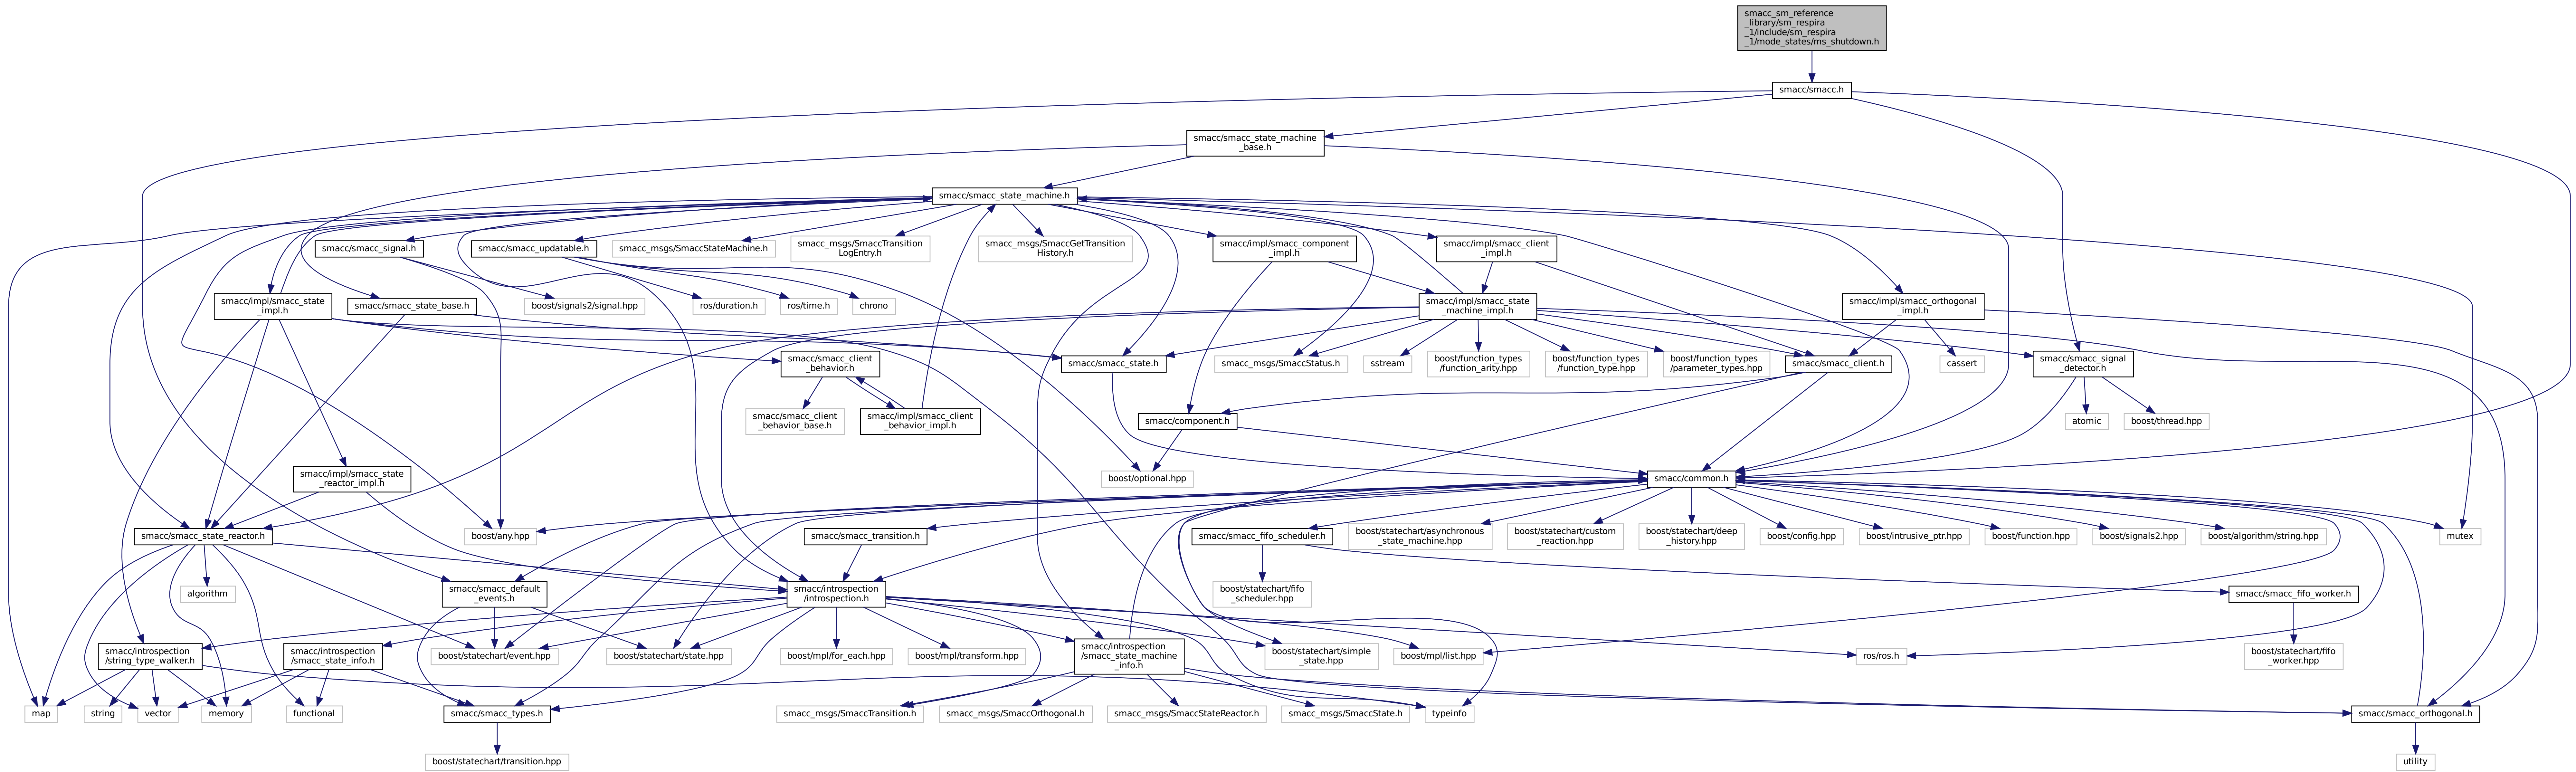 smacc_sm_reference
_library/sm_respira
_1/include/sm_respira
_1/mode_states/ms_shutdown.h
smacc/smacc.h
smacc/smacc_state_machine
_base.h
smacc/smacc_state_machine.h
smacc/smacc_signal.h
smacc/smacc_updatable.h
smacc_msgs/SmaccStateMachine.h
smacc_msgs/SmaccTransition
LogEntry.h
smacc_msgs/SmaccGetTransition
History.h
smacc/impl/smacc_component
_impl.h
smacc/impl/smacc_client
_impl.h
smacc/impl/smacc_state
_impl.h
smacc/smacc_state_base.h
boost/signals2/signal.hpp
ros/duration.h
ros/time.h
chrono
smacc/impl/smacc_state
_machine_impl.h
smacc/impl/smacc_orthogonal
_impl.h
smacc/smacc_client
_behavior.h
smacc/smacc_state.h
smacc_msgs/SmaccStatus.h
sstream
boost/function_types
/function_arity.hpp
boost/function_types
/function_type.hpp
boost/function_types
/parameter_types.hpp
smacc/smacc_client.h
cassert
smacc/smacc_signal
_detector.h
smacc/smacc_client
_behavior_base.h
smacc/impl/smacc_client
_behavior_impl.h
smacc/component.h
atomic
boost/thread.hpp
smacc/impl/smacc_state
_reactor_impl.h
boost/optional.hpp
smacc/common.h
smacc/smacc_state_reactor.h
boost/any.hpp
smacc/smacc_transition.h
smacc/smacc_fifo_scheduler.h
boost/statechart/asynchronous
_state_machine.hpp
boost/statechart/custom
_reaction.hpp
boost/statechart/deep
_history.hpp
boost/config.hpp
boost/intrusive_ptr.hpp
boost/function.hpp
boost/signals2.hpp
boost/algorithm/string.hpp
mutex
algorithm
smacc/smacc_default
_events.h
smacc/introspection
/introspection.h
boost/statechart/fifo
_scheduler.hpp
smacc/smacc_fifo_worker.h
smacc/introspection
/string_type_walker.h
smacc/introspection
/smacc_state_info.h
boost/statechart/event.hpp
boost/statechart/state.hpp
boost/mpl/for_each.hpp
boost/mpl/transform.hpp
smacc/introspection
/smacc_state_machine
_info.h
boost/statechart/simple
_state.hpp
boost/mpl/list.hpp
ros/ros.h
boost/statechart/fifo
_worker.hpp
map
string
vector
memory
functional
smacc/smacc_types.h
smacc_msgs/SmaccTransition.h
smacc_msgs/SmaccOrthogonal.h
smacc_msgs/SmaccStateReactor.h
smacc_msgs/SmaccState.h
typeinfo
smacc/smacc_orthogonal.h
boost/statechart/transition.hpp
utility